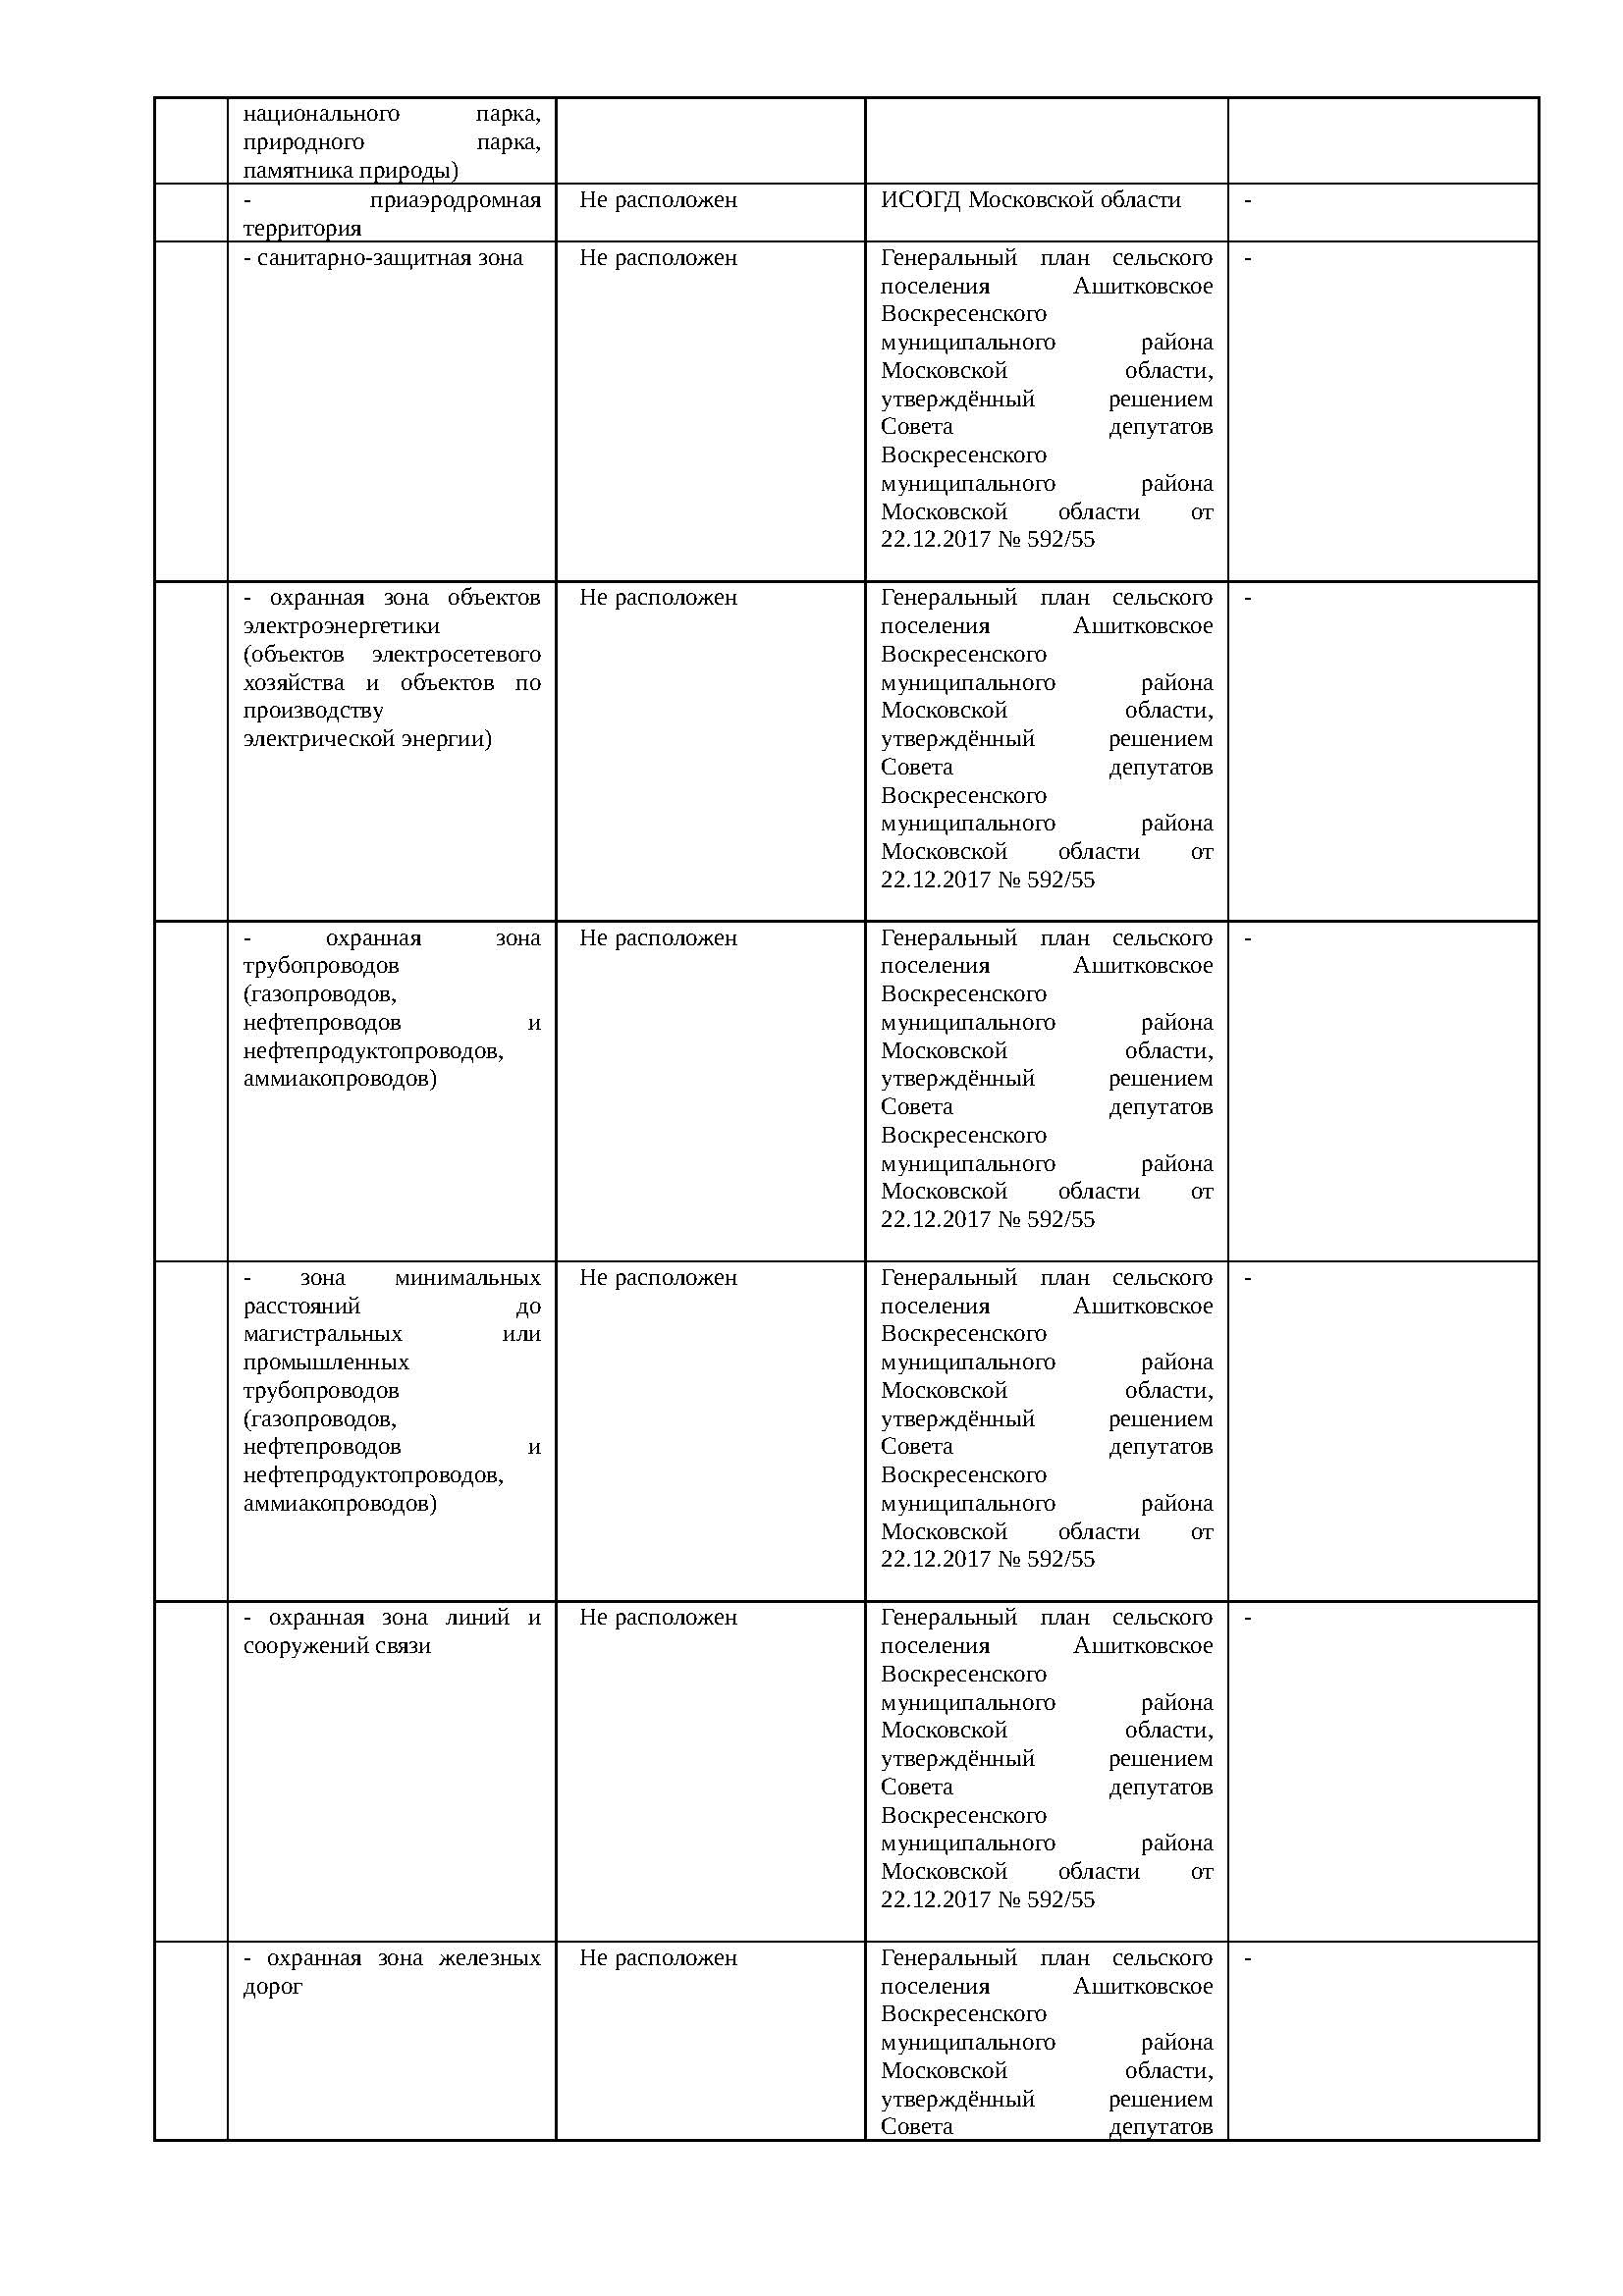 национального парка,
природного парка,
памятника природы)
- приаэродромная
территория
Не расположен
ИСОГД Московской области
-
- санитарно-защитная зона
Не расположен
Генеральный план сельского
поселения Ашитковское
Воскресенского
муниципального района
Московской области,
утверждённый решением
Совета депутатов
Воскресенского
муниципального района
Московской области от
22.12.2017 № 592/55
-
- охранная зона объектов
электроэнергетики
(объектов электросетевого
хозяйства и объектов по
производству
электрической энергии)
Не расположен
Генеральный план сельского
поселения Ашитковское
Воскресенского
муниципального района
Московской области,
утверждённый решением
Совета депутатов
Воскресенского
муниципального района
Московской области от
22.12.2017 № 592/55
-
- охранная зона
трубопроводов
(газопроводов,
нефтепроводов и
нефтепродуктопроводов,
аммиакопроводов)
Не расположен
Генеральный план сельского
поселения Ашитковское
Воскресенского
муниципального района
Московской области,
утверждённый решением
Совета депутатов
Воскресенского
муниципального района
Московской области от
22.12.2017 № 592/55
-
- зона минимальных
расстояний до
магистральных или
промышленных
трубопроводов
(газопроводов,
нефтепроводов и
нефтепродуктопроводов,
аммиакопроводов)
Не расположен
Генеральный план сельского
поселения Ашитковское
Воскресенского
муниципального района
Московской области,
утверждённый решением
Совета депутатов
Воскресенского
муниципального района
Московской области от
22.12.2017 № 592/55
-
- охранная зона линий и
сооружений связи
Не расположен
Генеральный план сельского
поселения Ашитковское
Воскресенского
муниципального района
Московской области,
утверждённый решением
Совета депутатов
Воскресенского
муниципального района
Московской области от
22.12.2017 № 592/55
-
- охранная зона железных
дорог
Не расположен
Генеральный план сельского
поселения Ашитковское
Воскресенского
муниципального района
Московской области,
утверждённый решением
Совета депутатов
-